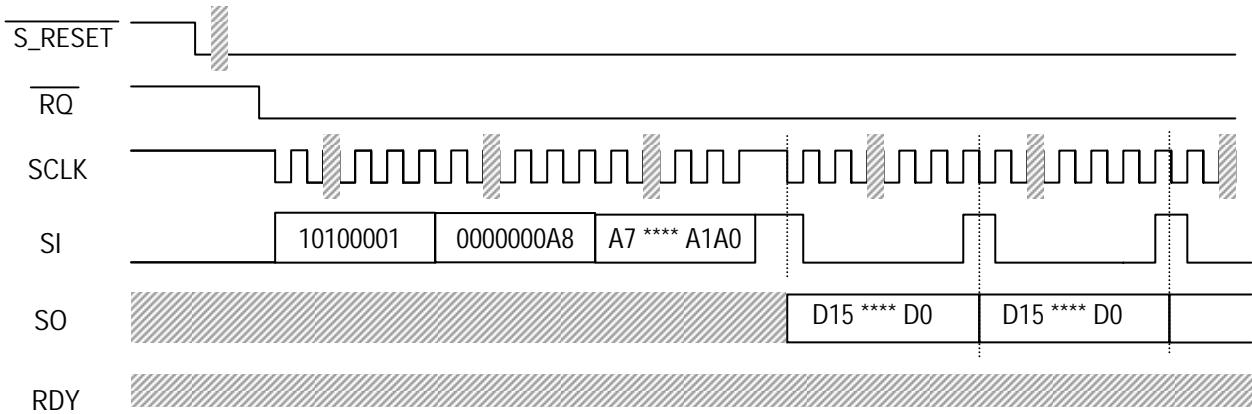 S_RESET
RQ
SCLK
SI 10100001 0000000A8 A7 **** A1A0
SO D15 **** D0 D15 **** D0
RDY